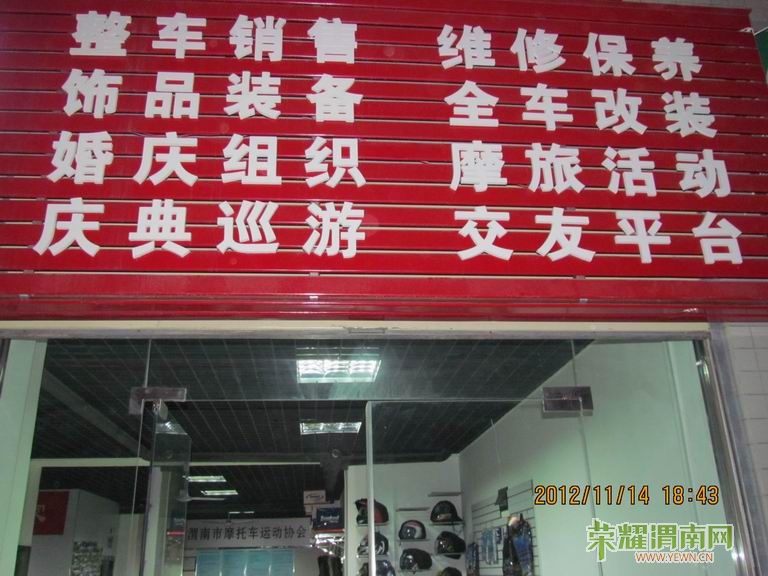 整车销售 维修保养
饰品装备 全车改装
婚庆组织 摩旅活动
庆典巡游 交友平台
渭南市摩托车运动协会
2012/11/14 18:43
荣耀渭南网
WWW.YEWN.CN